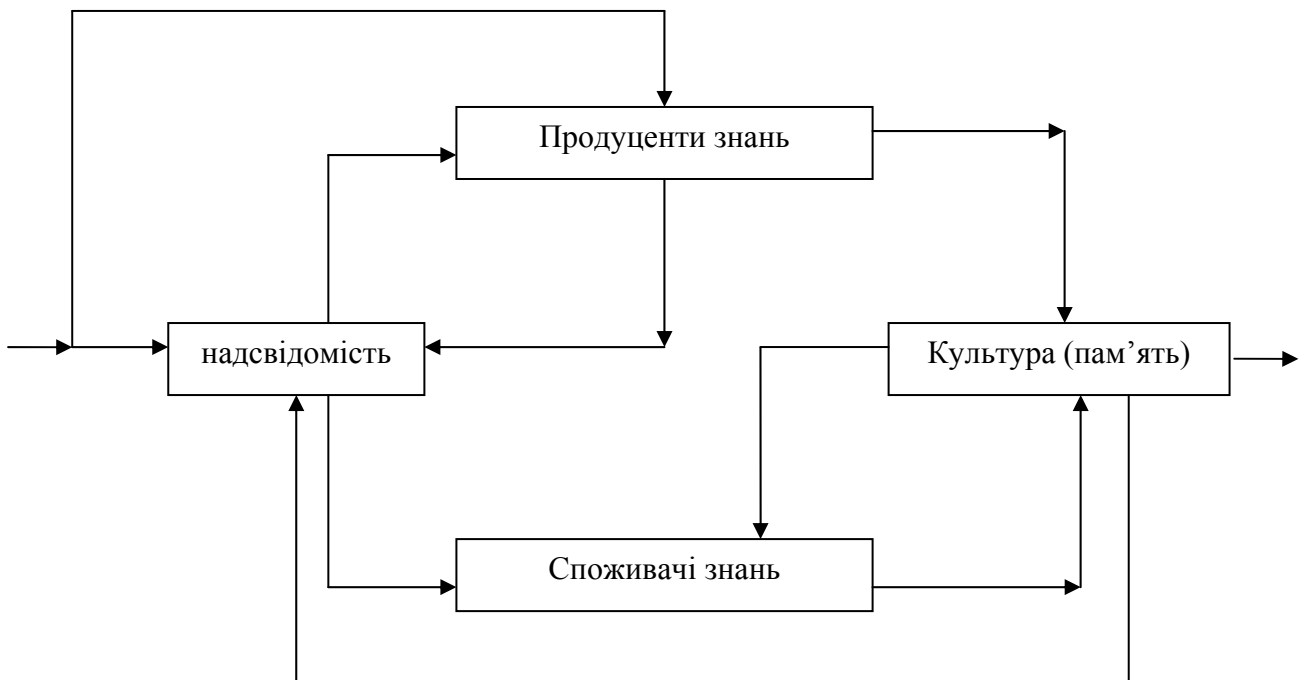 Продуценти знань
надсвідомість
Культура (пам’ять)
Споживачі знань